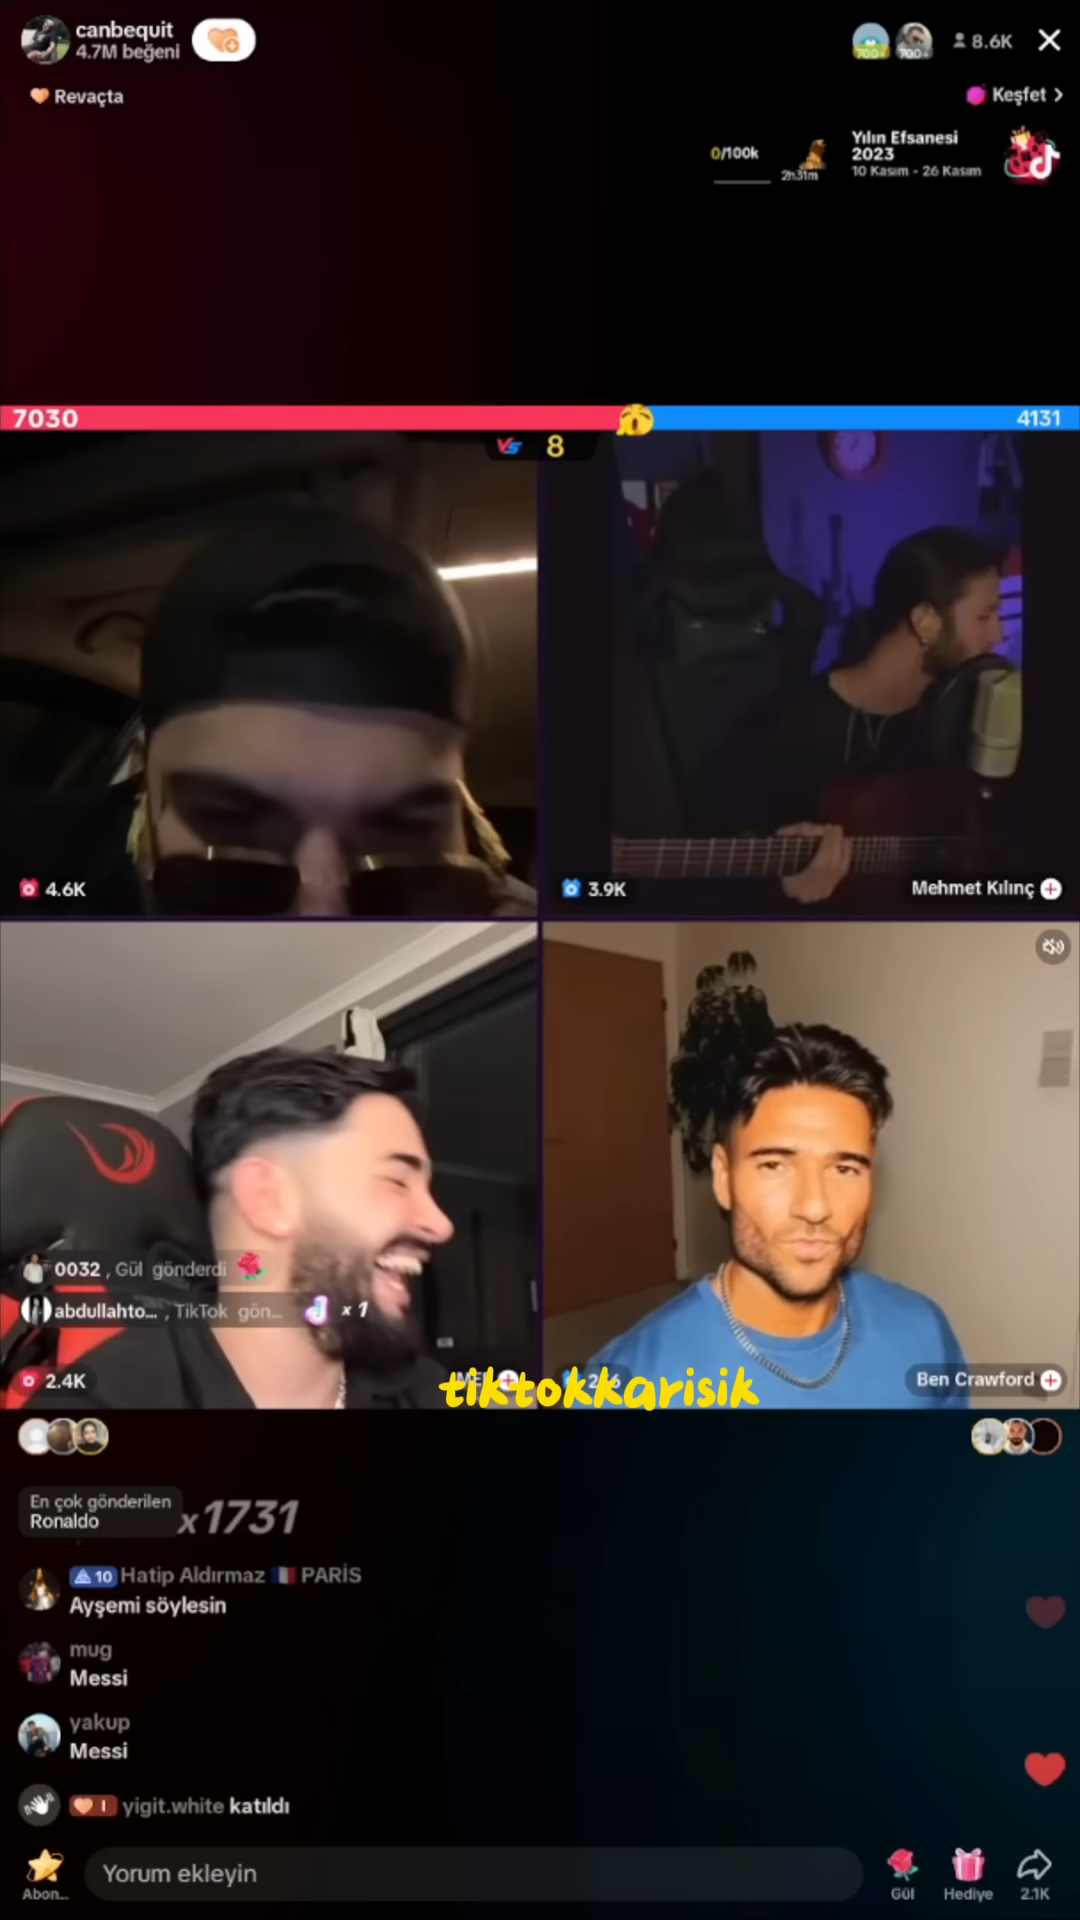 canbequit
4.7M beğeni
8.6K
Revaçta
Keşfet
0/100k
2h31m
Yılın Efsanesi
2023
10 Kasım - 26 Kasım
7030
4131
VS 8
4.6K
3.9K
Mehmet Kılınç
0032 , Gül gönderdi
abdullahto... , TikTok gön... x 1
2.4K
Ben Crawford
tiktokkarisik
En çok gönderilen
Ronaldo
x1731
10 Hatip Aldırmaz PARİS
Ayşemi söylesin
mug
Messi
yakup
Messi
I yigit.white katıldı
Abon...
Yorum ekleyin
Gül
Hediye
2.1K